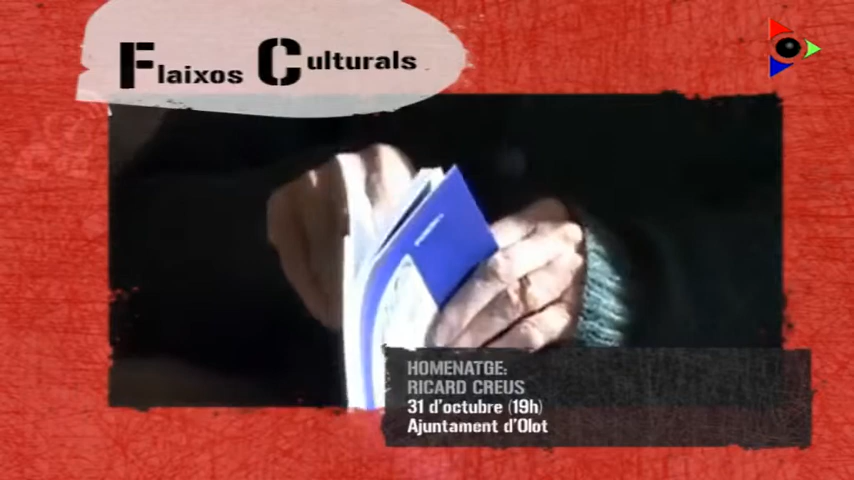 Flaixos Culturals
HOMENATGE:
RICARD CREUS
31 d'octubre (19h)
Ajuntament d'Olot